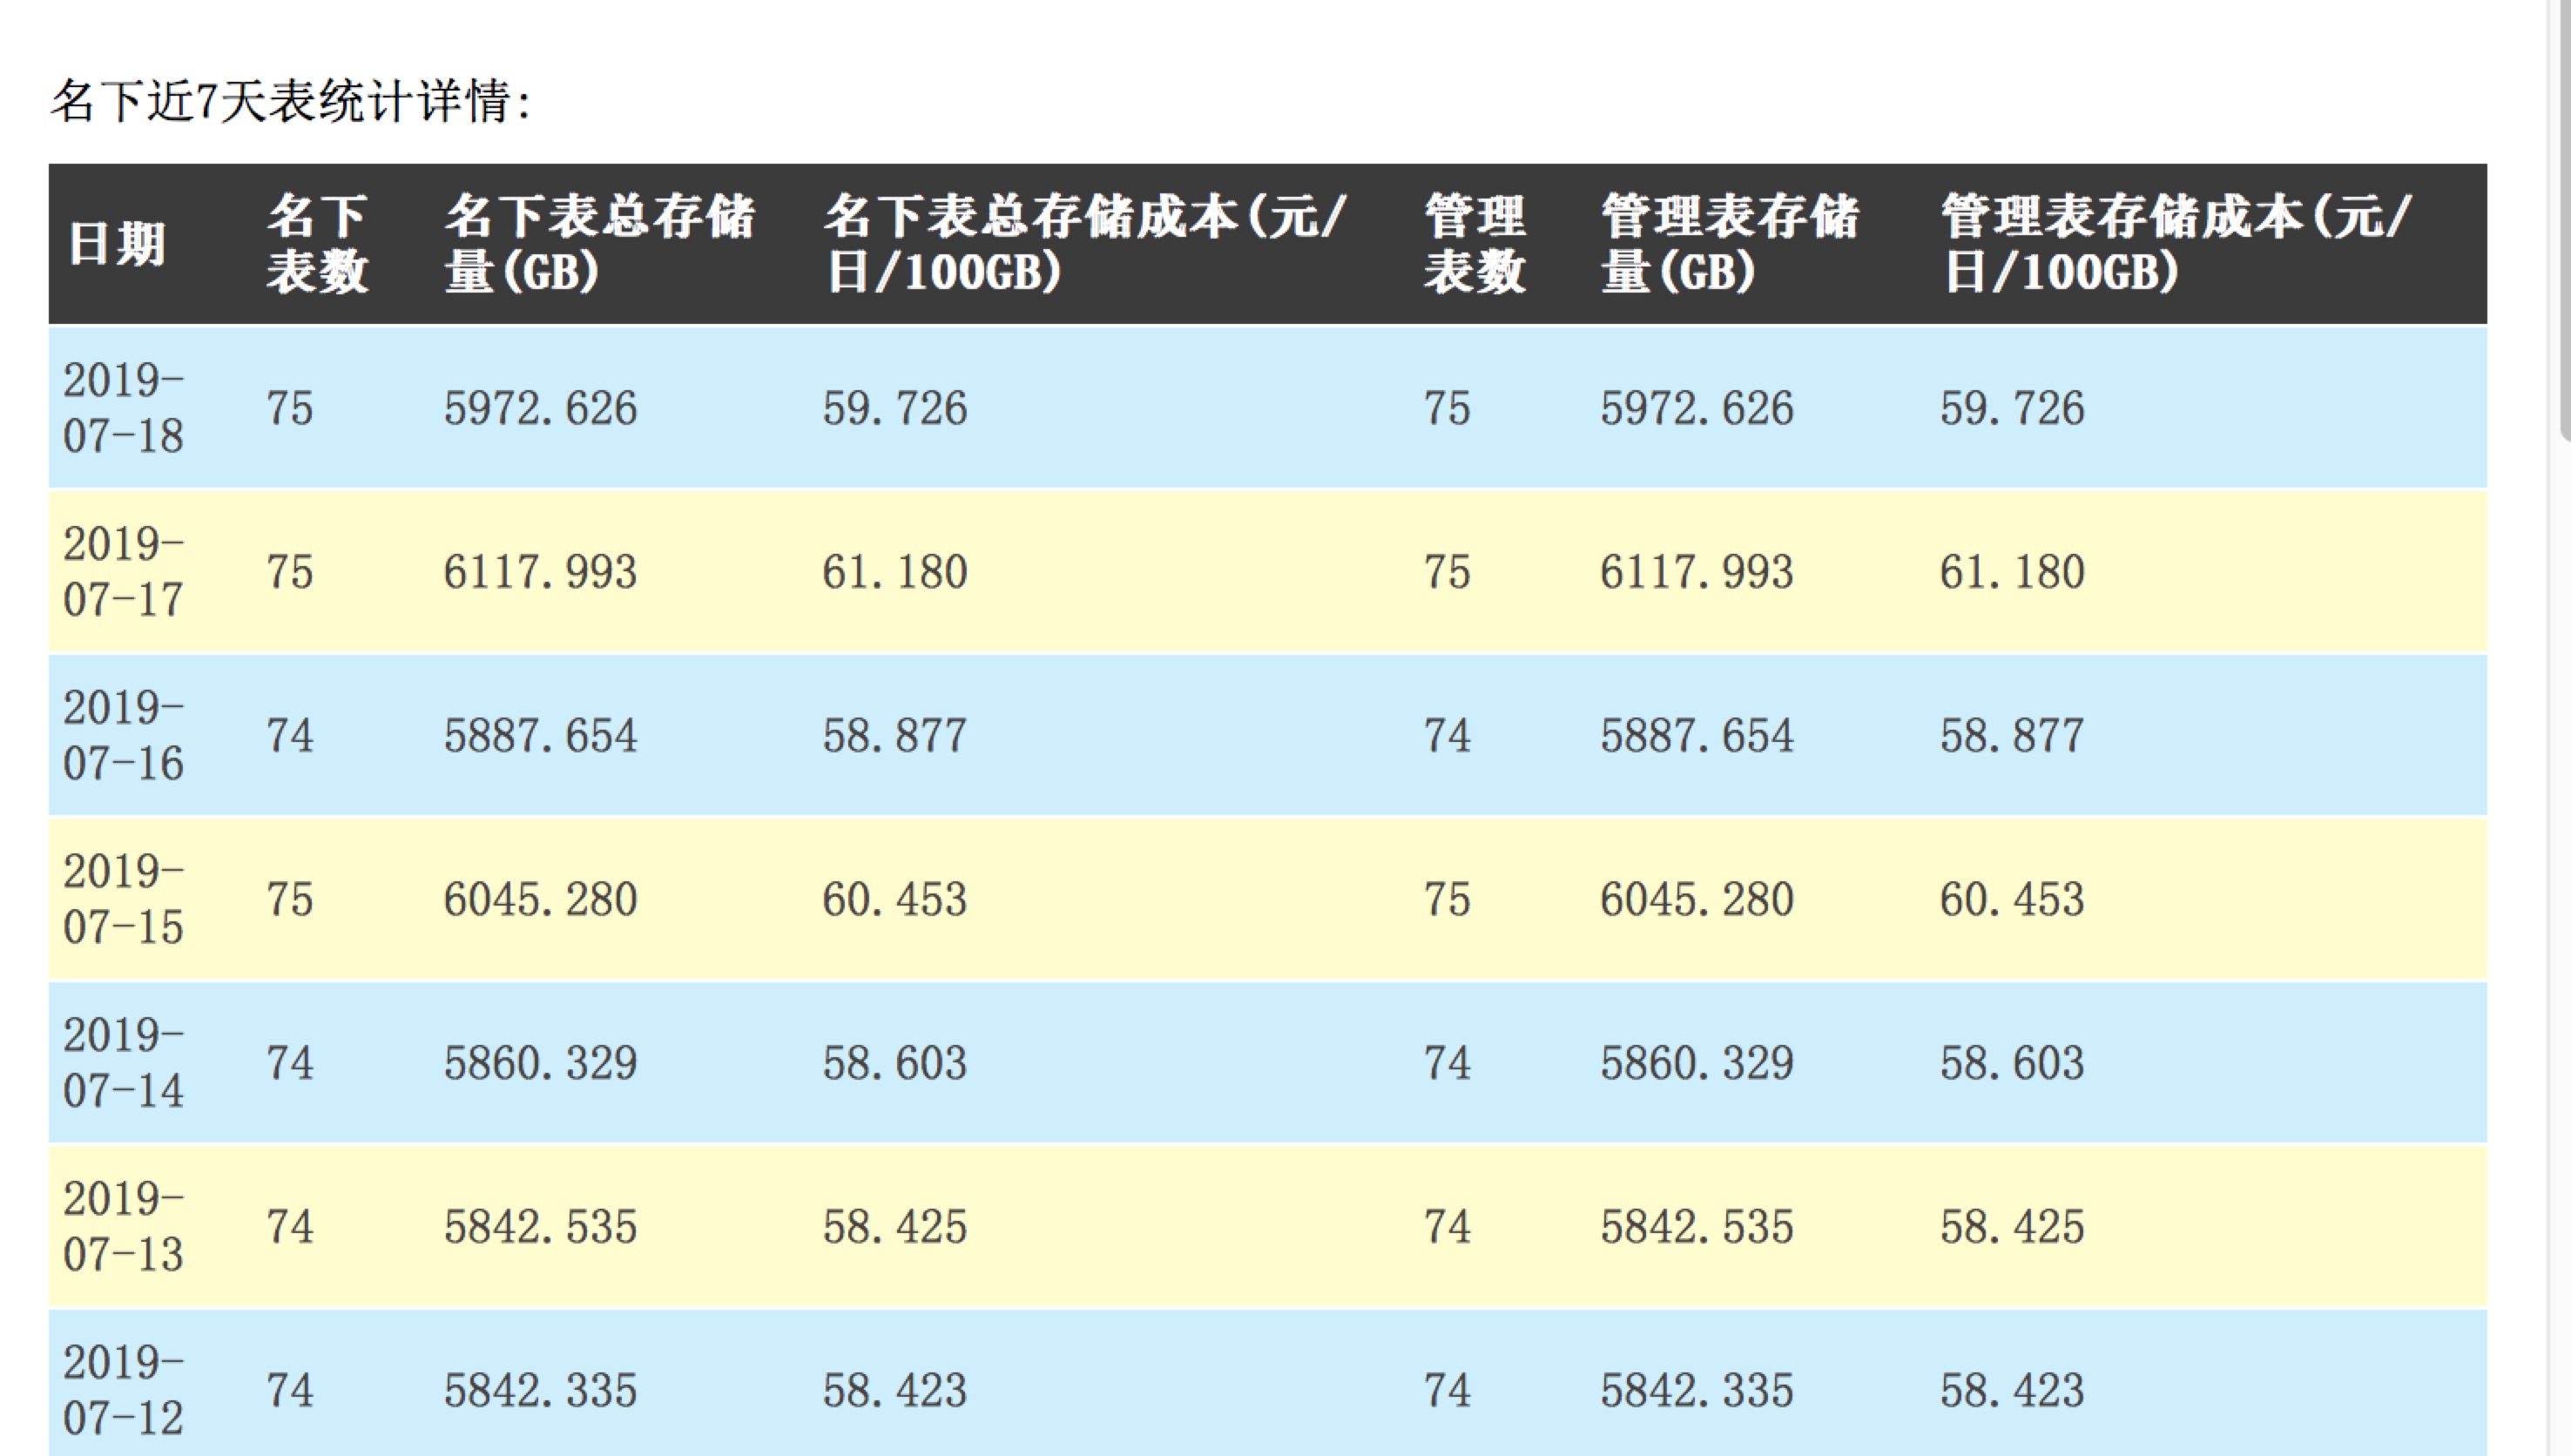 名下近7天表统计详情:
日期 名下表数 名下表总存储量(GB) 名下表总存储成本(元/日/100GB) 管理表数 管理表存储量(GB) 管理表存储成本(元/日/100GB)
2019-07-18 75 5972.626 59.726 75 5972.626 59.726
2019-07-17 75 6117.993 61.180 75 6117.993 61.180
2019-07-16 74 5887.654 58.877 74 5887.654 58.877
2019-07-15 75 6045.280 60.453 75 6045.280 60.453
2019-07-14 74 5860.329 58.603 74 5860.329 58.603
2019-07-13 74 5842.535 58.425 74 5842.535 58.425
2019-07-12 74 5842.335 58.423 74 5842.335 58.423